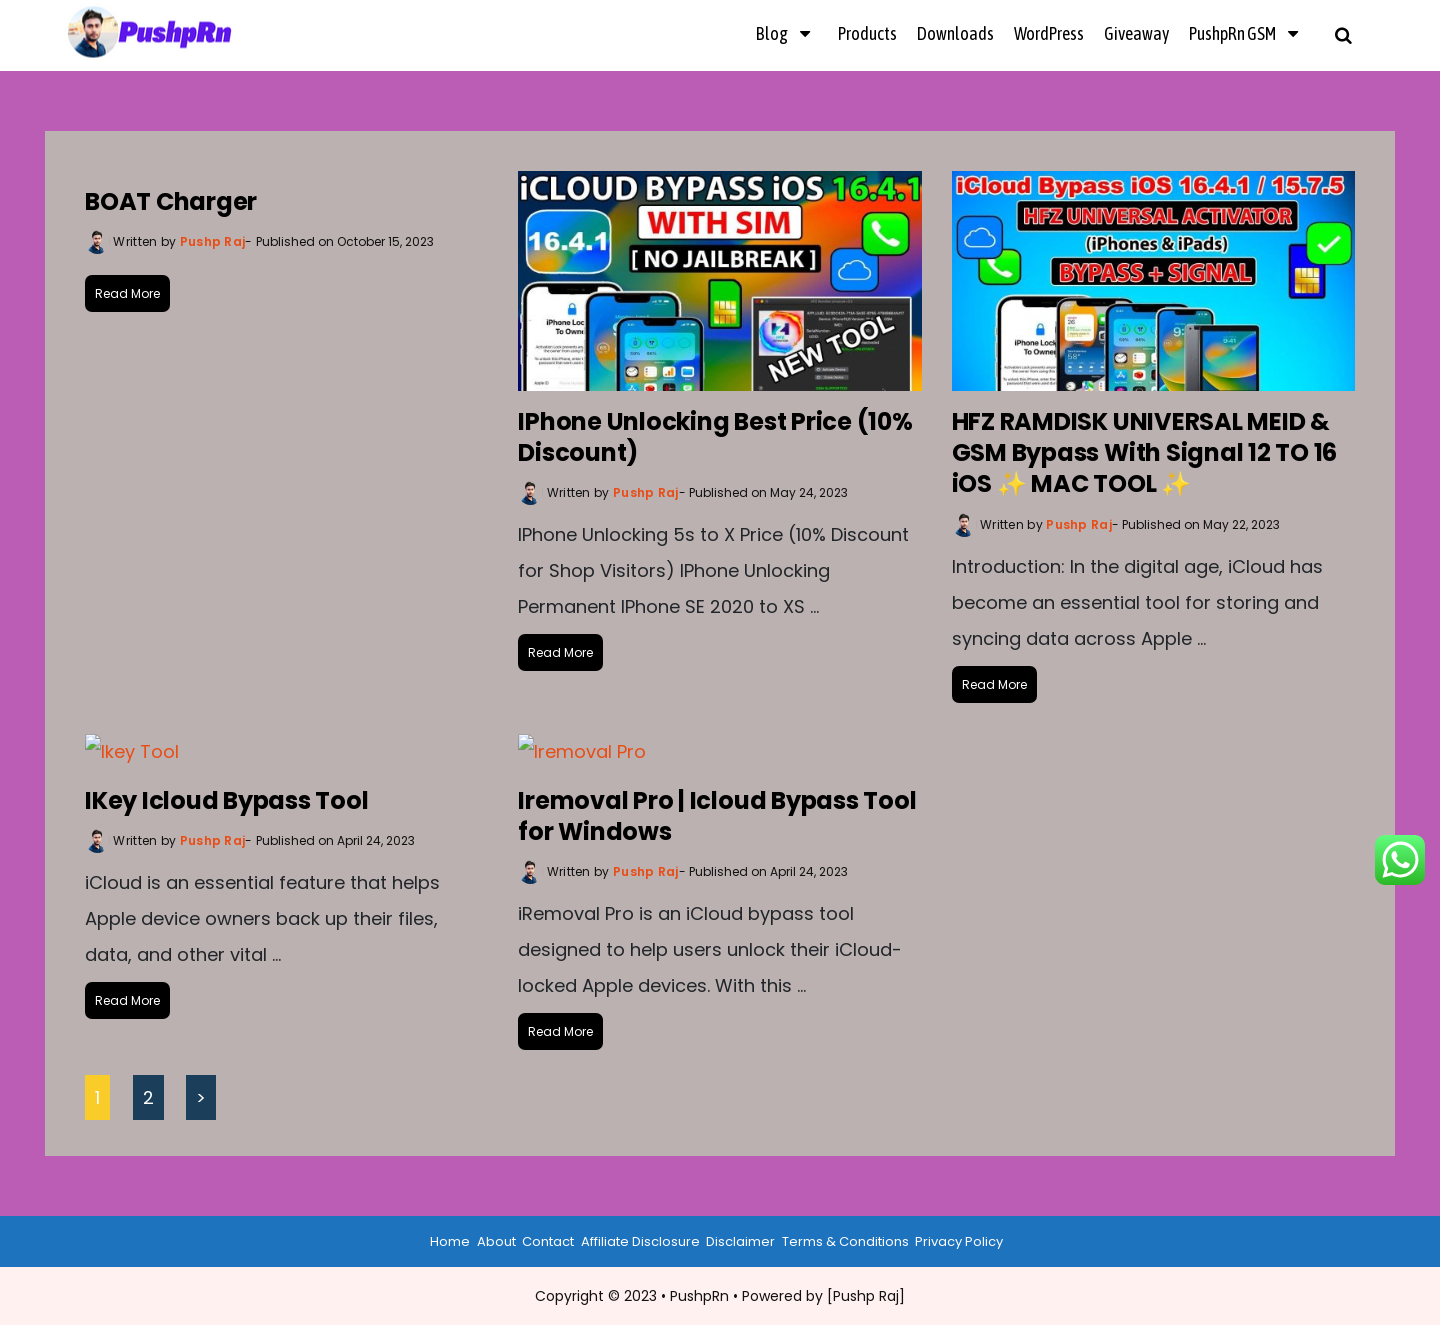 PushpRn
Blog
Products
Downloads
WordPress
Giveaway
PushpRn GSM
BOAT Charger
Written by Pushp Raj- Published on October 15, 2023
Read More
iCLOUD BYPASS iOS 16.4.1
WITH SIM
16.4.1
[ NO JAILBREAK ]
iPhone Loc
To Owner
NEW TOOL
IPhone Unlocking Best Price (10%
Discount)
Written by Pushp Raj- Published on May 24, 2023
IPhone Unlocking 5s to X Price (10% Discount
for Shop Visitors) IPhone Unlocking
Permanent IPhone SE 2020 to XS ...
Read More
iCloud Bypass iOS 16.4.1 / 15.7.5
HFZ UNIVERSAL ACTIVATOR
(iPhones & iPads)
BYPASS + SIGNAL
iPhone Lock
To Owne
HFZ RAMDISK UNIVERSAL MEID &
GSM Bypass With Signal 12 TO 16
iOS ✨ MAC TOOL ✨
Written by Pushp Raj- Published on May 22, 2023
Introduction: In the digital age, iCloud has
become an essential tool for storing and
syncing data across Apple ...
Read More
Ikey Tool
IKey Icloud Bypass Tool
Written by Pushp Raj- Published on April 24, 2023
iCloud is an essential feature that helps
Apple device owners back up their files,
data, and other vital ...
Read More
Iremoval Pro
Iremoval Pro | Icloud Bypass Tool
for Windows
Written by Pushp Raj- Published on April 24, 2023
iRemoval Pro is an iCloud bypass tool
designed to help users unlock their iCloud-
locked Apple devices. With this ...
Read More
1 2 >
Home About Contact Affiliate Disclosure Disclaimer Terms & Conditions Privacy Policy
Copyright © 2023 • PushpRn • Powered by [Pushp Raj]